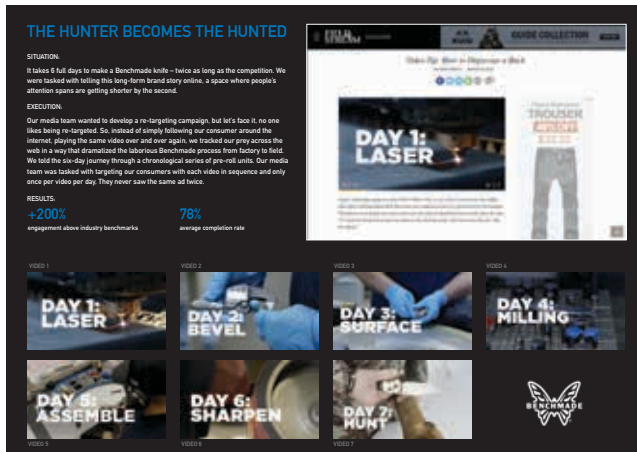 THE HUNTER BECOMES THE HUNTED
SITUATION:
It takes 6 full days to make a Benchmade knife – twice as long as the competition. We
were tasked with telling this long-form brand story online, a space where people's
attention spans are getting shorter by the second.
EXECUTION:
Our media team wanted to develop a re-targeting campaign, but let's face it, no one
likes being re-targeted. So, instead of simply following our consumer around the
internet, playing the same video over and over again, we tracked our prey across the
web in a way that dramatized the laborious Benchmade process from factory to field.
We told the six-day journey through a chronological series of pre-roll units. Our media
team was tasked with targeting our consumers with each video in sequence and only
once per video per day. They never saw the same ad twice.
RESULTS:
+200%
engagement above industry benchmarks
78%
average completion rate
FIELD
STREAM
GUIDE COLLECTION
Video Tip: How to
a Buck
DAY 1:
LASER
TROUSER
40% OFF
VIDEO 1
DAY 1:
LASER
VIDEO 2
DAY 2:
BEVEL
VIDEO 3
DAY 3:
SURFACE
VIDEO 4
DAY 4:
MILLING
DAY 5:
ASSEMBLE
VIDEO 5
DAY 6:
SHARPEN
VIDEO 6
DAY 7:
HUNT
VIDEO 7
BENCHMADE